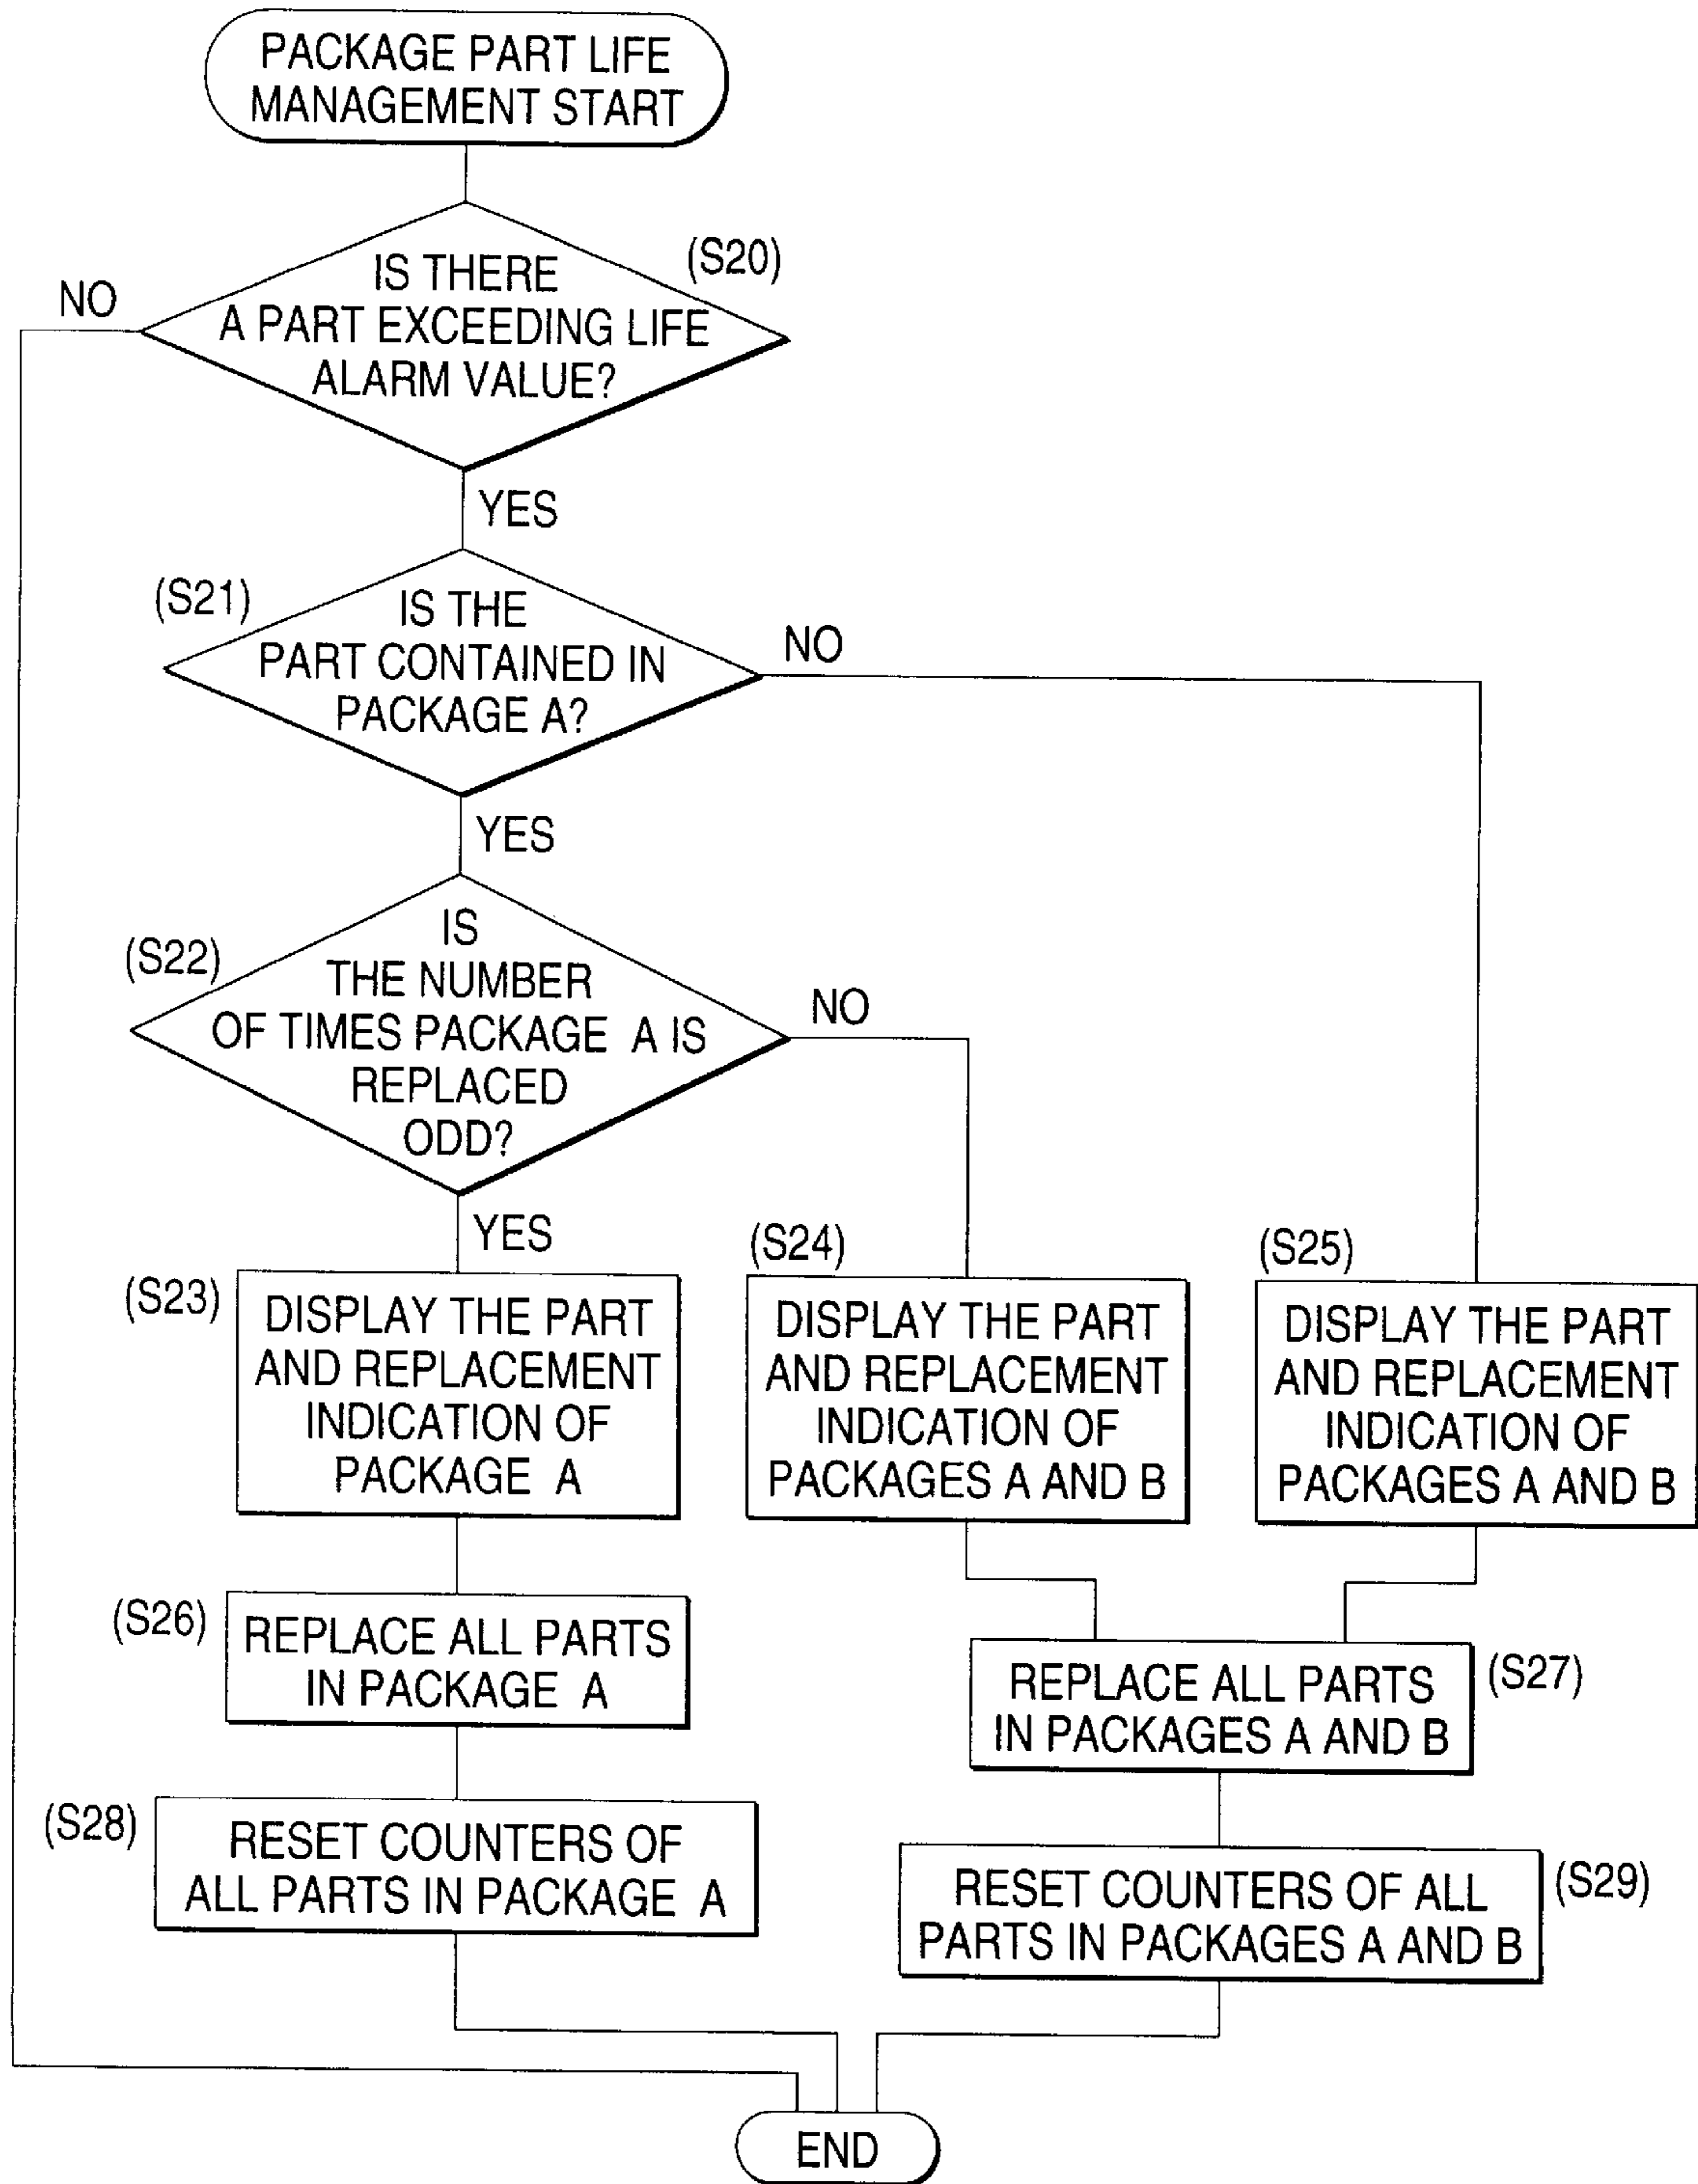 PACKAGE PART LIFE
MANAGEMENT START
(S20)
IS THERE
A PART EXCEEDING LIFE
ALARM VALUE?
NO
YES
(S21)
IS THE
PART CONTAINED IN
PACKAGE A?
NO
YES
(S22)
IS
THE NUMBER
OF TIMES PACKAGE A IS
REPLACED
ODD?
NO
YES
(S23)
DISPLAY THE PART
AND REPLACEMENT
INDICATION OF
PACKAGE A
(S24)
DISPLAY THE PART
AND REPLACEMENT
INDICATION OF
PACKAGES A AND B
(S25)
DISPLAY THE PART
AND REPLACEMENT
INDICATION OF
PACKAGES A AND B
(S26)
REPLACE ALL PARTS
IN PACKAGE A
REPLACE ALL PARTS
IN PACKAGES A AND B
(S27)
(S28)
RESET COUNTERS OF
ALL PARTS IN PACKAGE A
RESET COUNTERS OF ALL
PARTS IN PACKAGES A AND B
(S29)
END